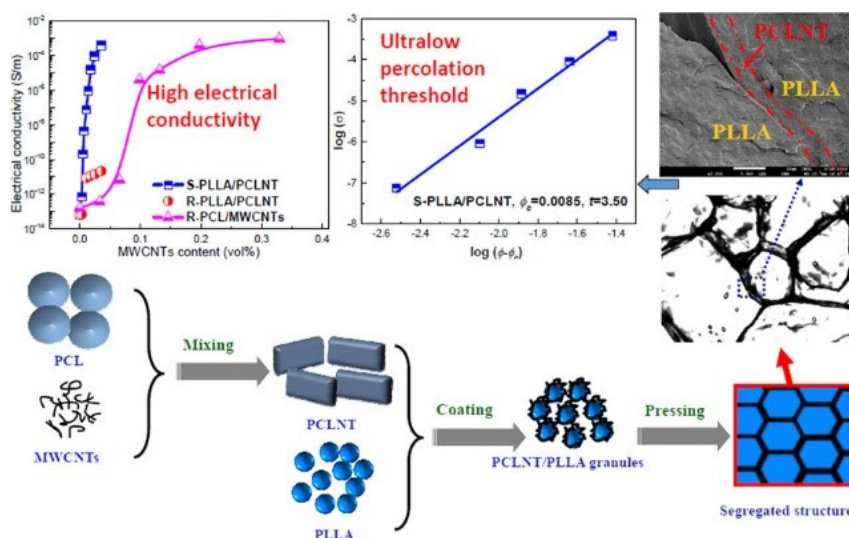 10⁻²
10⁻⁴
10⁻⁶
10⁻⁸
10⁻¹⁰
10⁻¹²
10⁻¹⁴
Electrical conductivity (S/m)
High electrical
conductivity
S-PLLA/PCLNT
R-PLLA/PCLNT
R-PCL/MWCNTs
0.0 0.1 0.2 0.3 0.4
MWCNTs content (vol%)
-3
-4
-5
-6
-7
log (σ)
Ultralow
percolation
threshold
S-PLLA/PCLNT, ϕc=0.0085, t=3.50
-2.6 -2.4 -2.2 -2.0 -1.8 -1.6 -1.4
log (ϕ-ϕc)
PCLNT
PLLA
PLLA
PCL
MWCNTs
Mixing
PCLNT
PLLA
Coating
PCLNT/PLLA granules
Pressing
Segregated structure